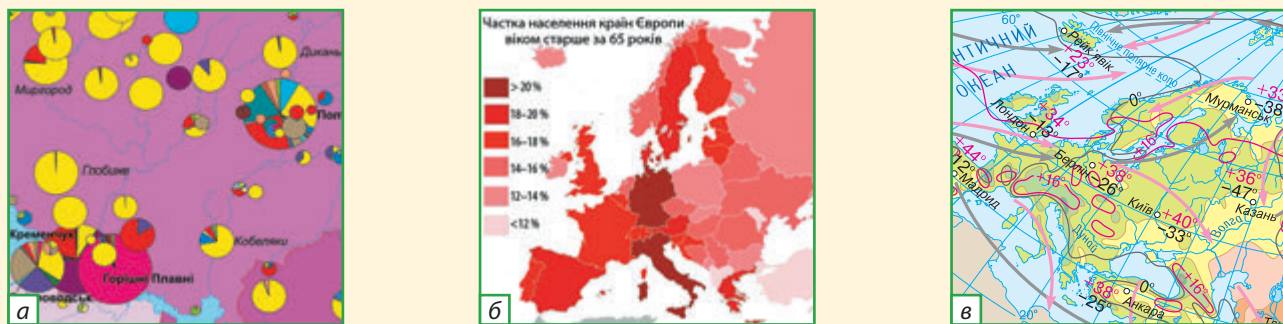 Миргород
Дикань
Полт
Глобине
Кременчук
Кобеляки
Горішні Плавні
а
Частка населення країн Європи
віком старше за 65 років
> 20 %
18–20 %
16–18 %
14–16 %
12–14 %
<12 %
б
60°
Рейк'явік
Північне полярне коло
НТИЧНИЙ
ОКЕАН
+23°
−17°
0°
+33°
−38°
Мурманськ
+34°
−13°
Лондон
+16°
+44°
12°
Мадрид
Берлін
+38°
−26°
+16°
+36°
−47°
Казань
Київ
+40°
−33°
Волга
Дунай
+38°
−25°
0°
Анкара
+16°
20°
в